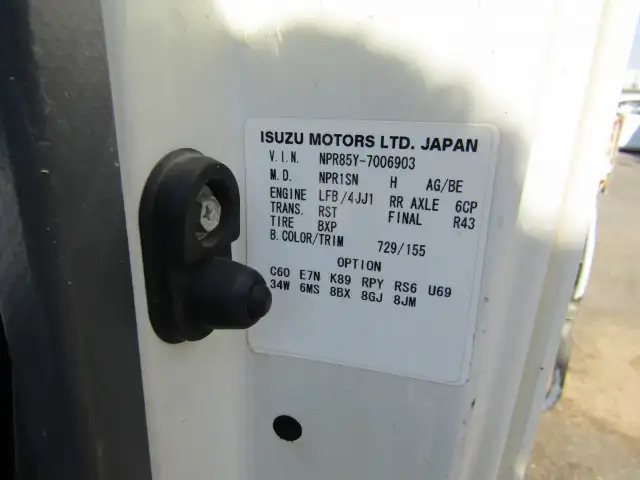 ISUZU MOTORS LTD. JAPAN
V.I.N. NPR85Y-7006903
M.D. NPR1SN H AG/BE
ENGINE LFB/4JJ1 RR AXLE 6CP
TRANS. RST FINAL R43
TIRE BXP
B.COLOR/TRIM 729/155
OPTION
C60 E7N K89 RPY RS6 U69
34W 6MS 8BX 8GJ 8JM